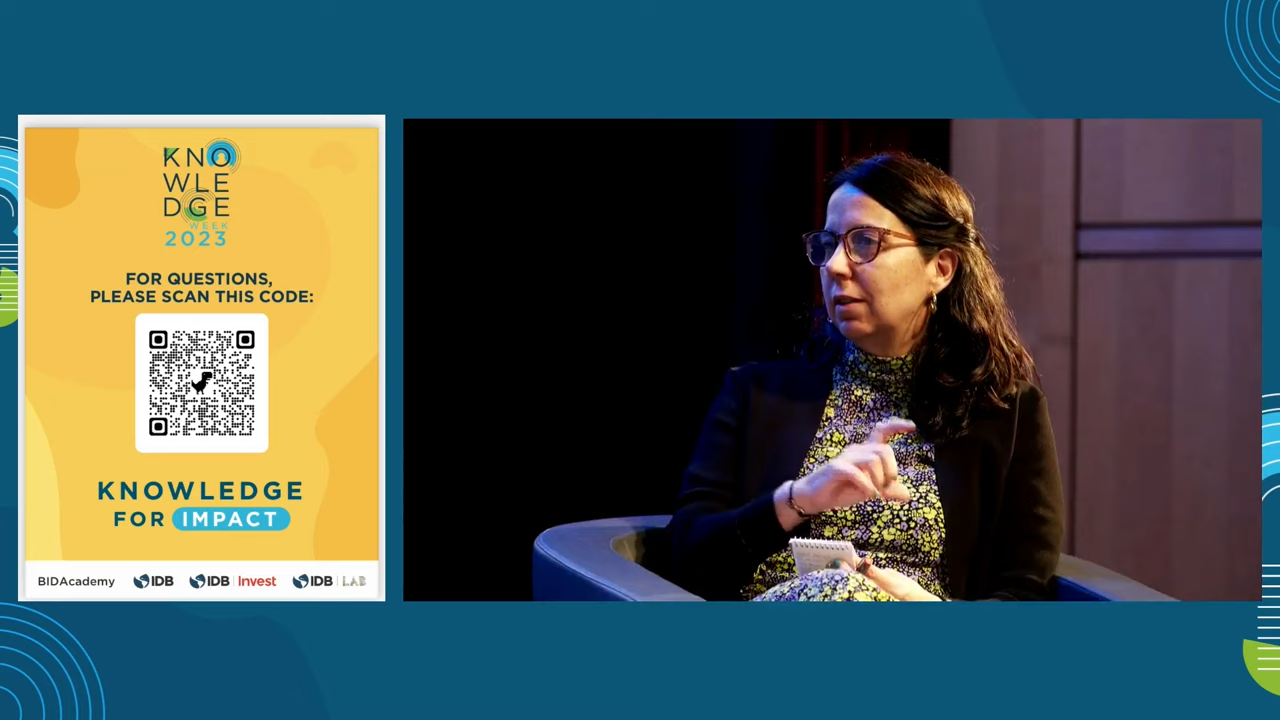 KNO
WLE
DGE
WEEK
2023
FOR QUESTIONS,
PLEASE SCAN THIS CODE:
KNOWLEDGE
FOR IMPACT
BIDAcademy IDB IDB Invest IDB LAB